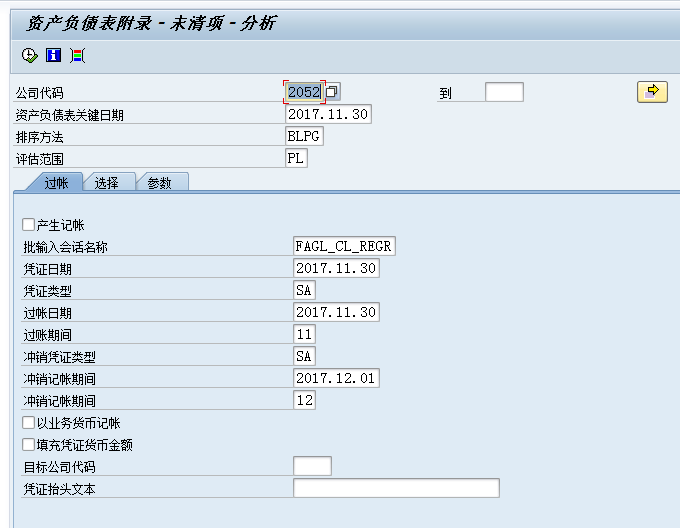 资产负债表附录 - 未清项 - 分析
公司代码 2052 到
资产负债表关键日期 2017.11.30
排序方法 BLPG
评估范围 PL
过帐 选择 参数
产生记帐
批输入会话名称 FAGL_CL_REGR
凭证日期 2017.11.30
凭证类型 SA
过帐日期 2017.11.30
过账期间 11
冲销凭证类型 SA
冲销记帐期间 2017.12.01
冲销记帐期间 12
以业务货币记帐
填充凭证货币金额
目标公司代码
凭证抬头文本